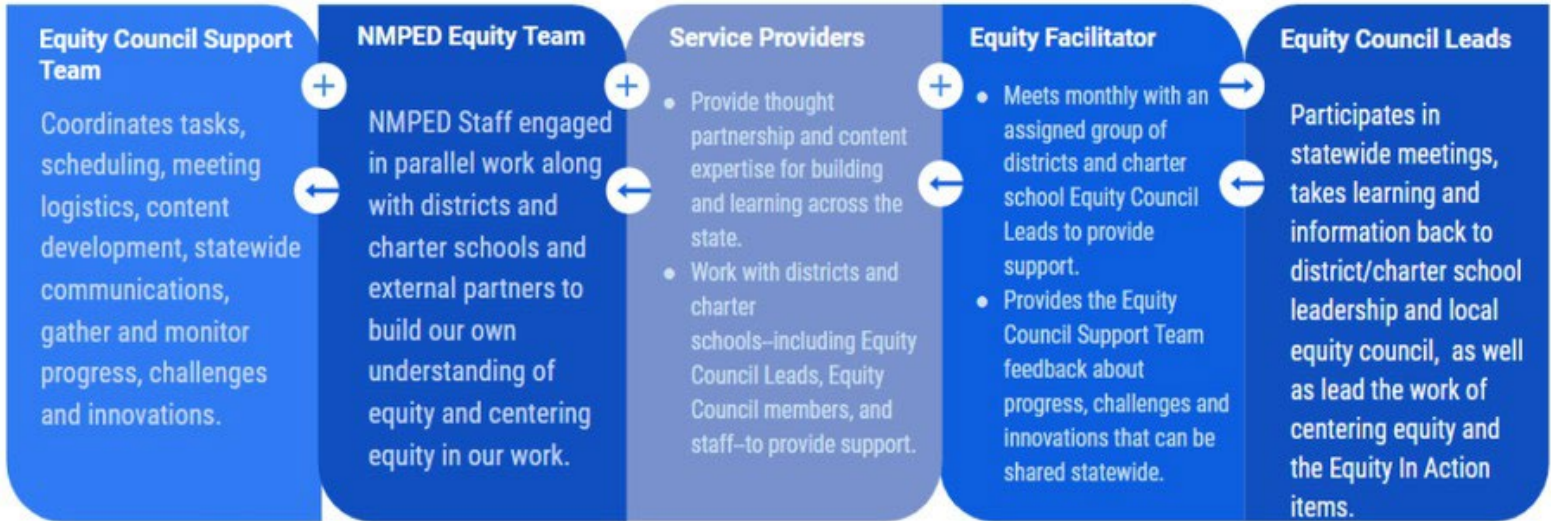 Equity Council Support
Team
Coordinates tasks,
scheduling, meeting
logistics, content
development, statewide
communications,
gather and monitor
progress, challenges
and innovations.
NMPED Equity Team
NMPED Staff engaged
in parallel work along
with districts and
charter schools and
external partners to
build our own
understanding of
equity and centering
equity in our work.
Service Providers
● Provide thought
partnership and content
expertise for building
and learning across the
state.
● Work with districts and
charter
schools–including Equity
Council Leads, Equity
Council members, and
staff–to provide support.
Equity Facilitator
● Meets monthly with an
assigned group of
districts and charter
school Equity Council
Leads to provide
support.
● Provides the Equity
Council Support Team
feedback about
progress, challenges and
innovations that can be
shared statewide.
Equity Council Leads
Participates in
statewide meetings,
takes learning and
information back to
district/charter school
leadership and local
equity council, as well
as lead the work of
centering equity and
the Equity In Action
items.